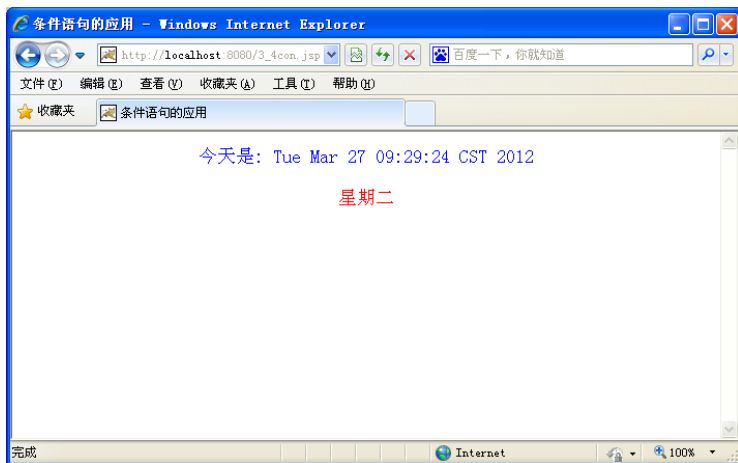 条件语句的应用 - Windows Internet Explorer
http://localhost:8080/3_4con.jsp 百度一下，你就知道
文件(F) 编辑(E) 查看(V) 收藏夹(A) 工具(T) 帮助(H)
收藏夹 条件语句的应用
今天是: Tue Mar 27 09:29:24 CST 2012
星期二
完成 Internet 100%